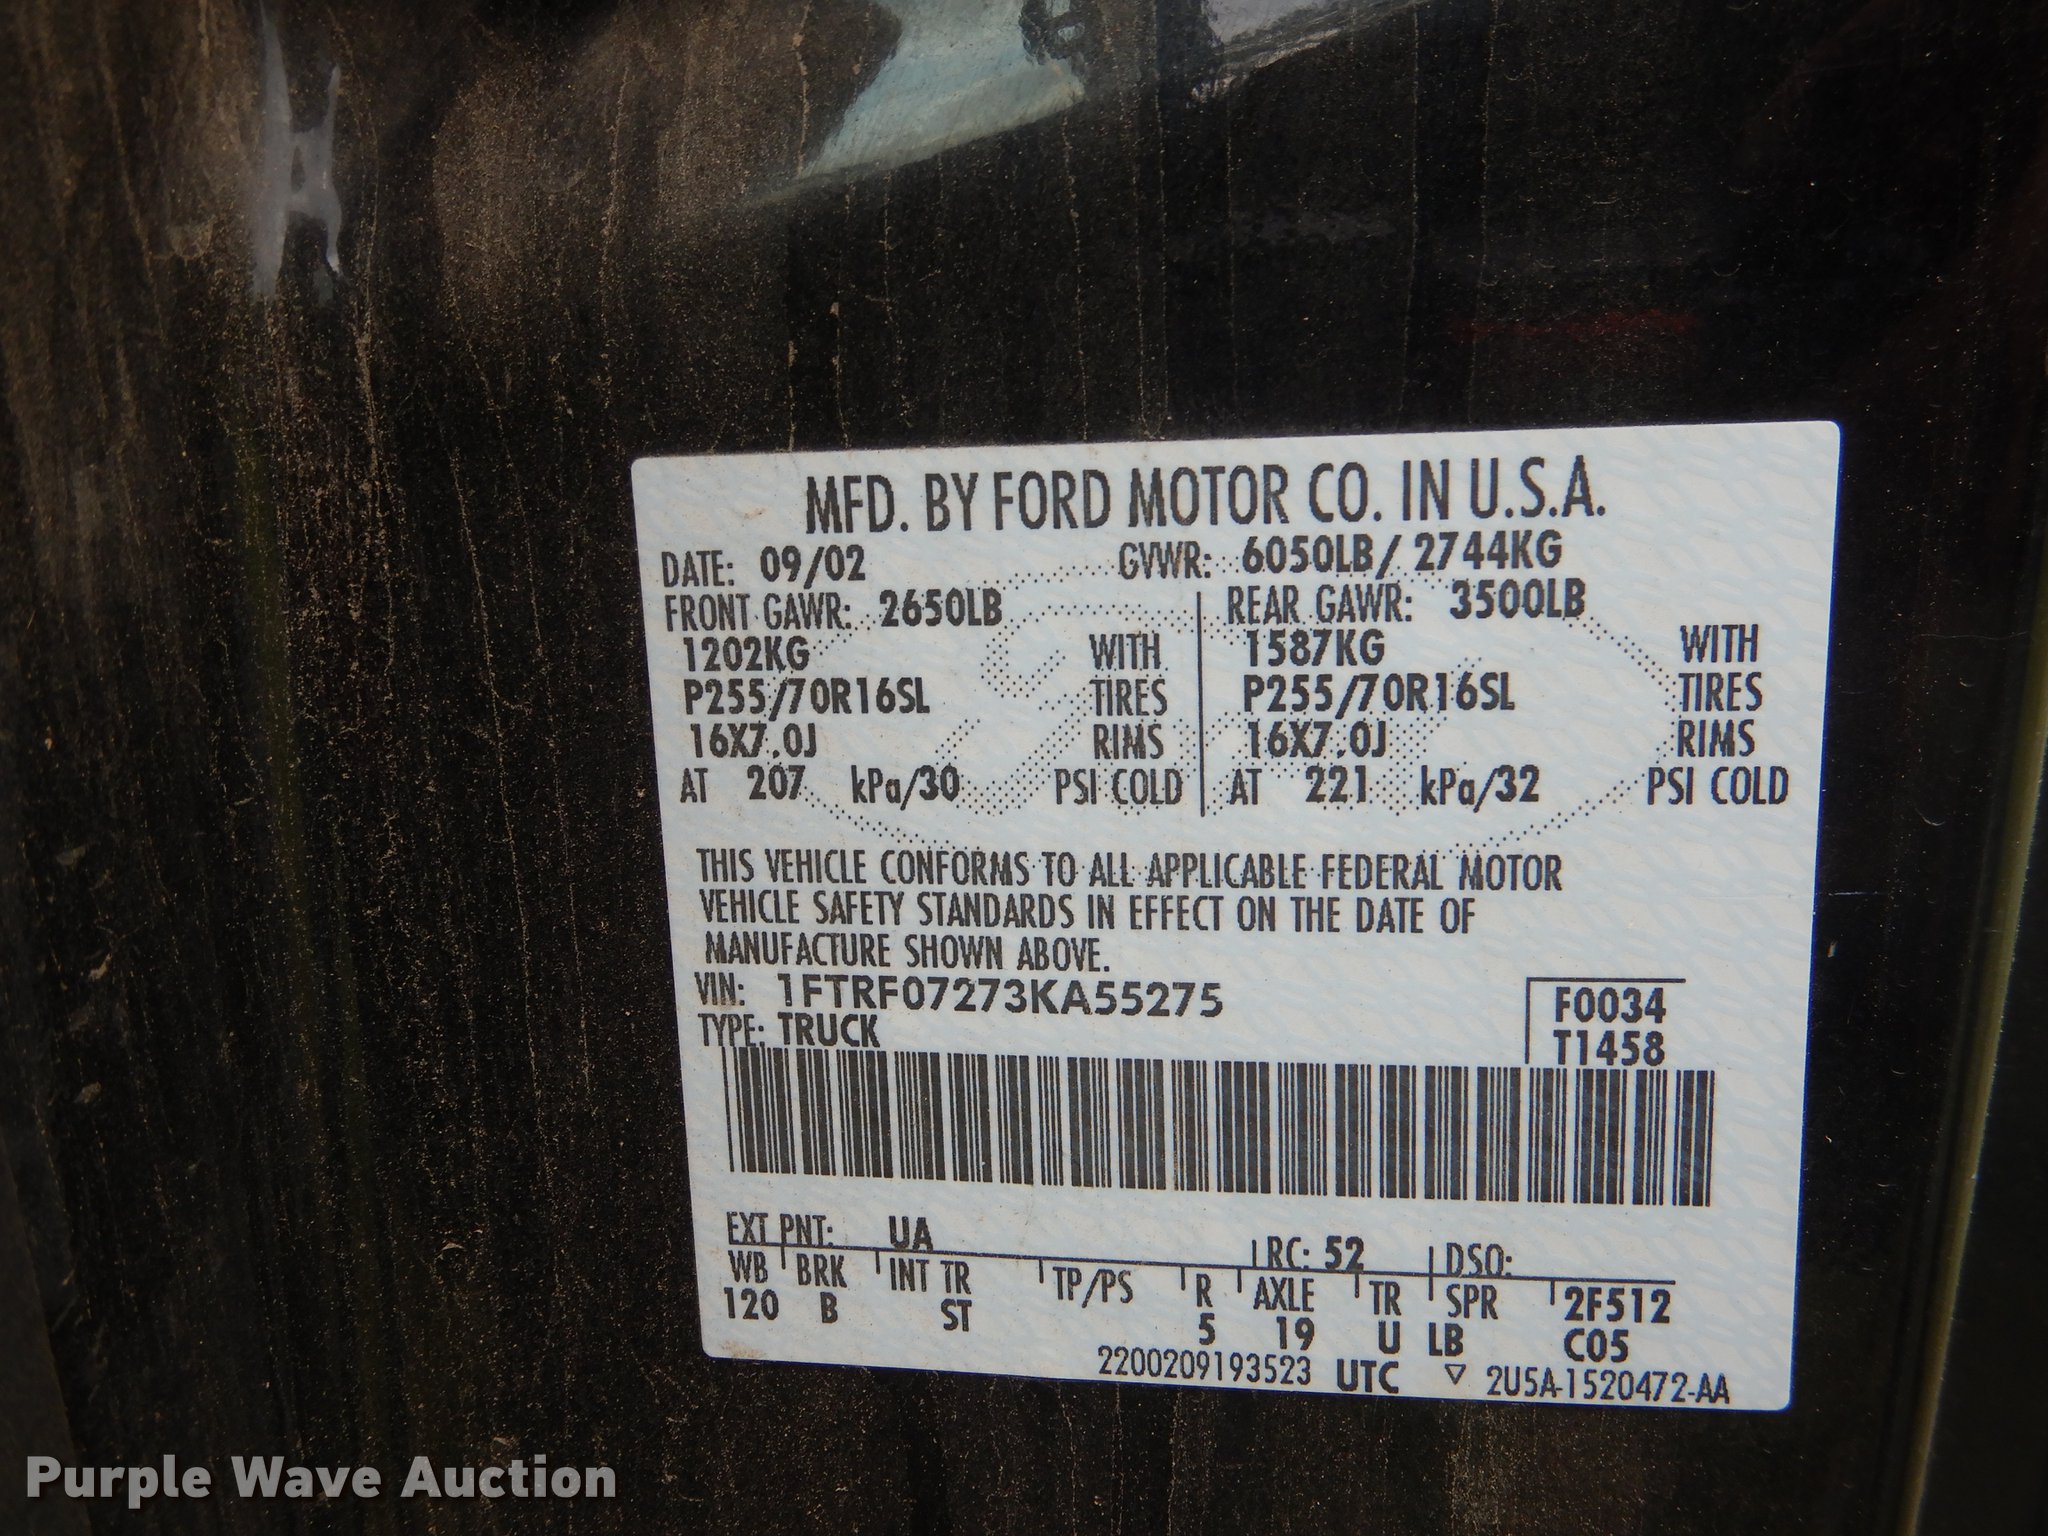 MFD. BY FORD MOTOR CO. IN U.S.A.
DATE: 09/02 GVWR: 6050LB/ 2744KG
FRONT GAWR: 2650LB REAR GAWR: 3500LB
1202KG WITH 1587KG WITH
P255/70R16SL TIRES P255/70R16SL TIRES
16X7.0J RIMS 16X7.0J RIMS
AT 207 kPa/30 PSI COLD AT 221 kPa/32 PSI COLD
THIS VEHICLE CONFORMS TO ALL APPLICABLE FEDERAL MOTOR
VEHICLE SAFETY STANDARDS IN EFFECT ON THE DATE OF
MANUFACTURE SHOWN ABOVE.
VIN: 1FTRF07273KA55275 F0034
TYPE: TRUCK T1458
EXT PNT: UA RC: 52 DSO:
WB BRK INT TR TP/PS R AXLE TR SPR 2F512
120 B ST 5 19 U LB C05
2200209193523 UTC ▽ 2U5A-1520472-AA
Purple Wave Auction